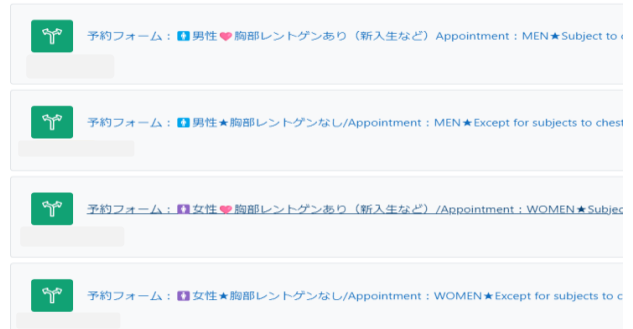 予約フォーム：🚹男性💗胸部レントゲンあり（新入生など）Appointment：MEN★Subject to
予約フォーム：🚹男性★胸部レントゲンなし/Appointment：MEN★Except for subjects to chest
予約フォーム：🚺女性💗胸部レントゲンあり（新入生など）/Appointment：WOMEN★Subjec
予約フォーム：🚺女性★胸部レントゲンなし/Appointment：WOMEN★Except for subjects to c